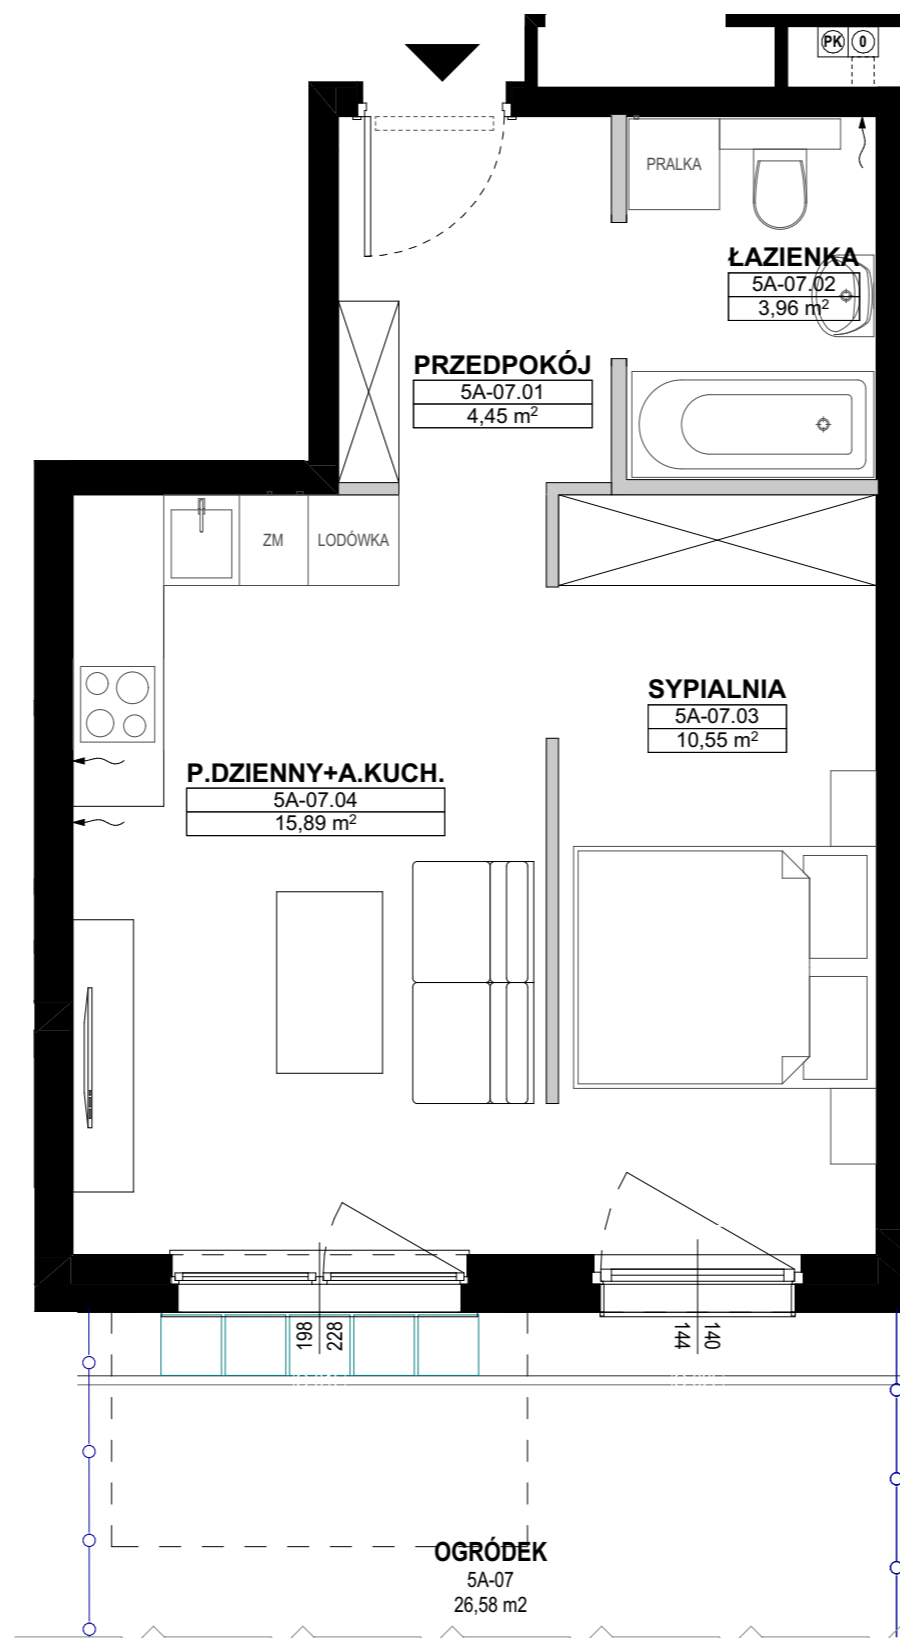 PK 0
PRALKA
ŁAZIENKA
5A-07.02
3,96 m²
PRZEDPOKÓJ
5A-07.01
4,45 m²
ZM
LODÓWKA
SYPIALNIA
5A-07.03
10,55 m²
P.DZIENNY+A.KUCH.
5A-07.04
15,89 m²
198
228
144
140
OGRÓDEK
5A-07
26,58 m2